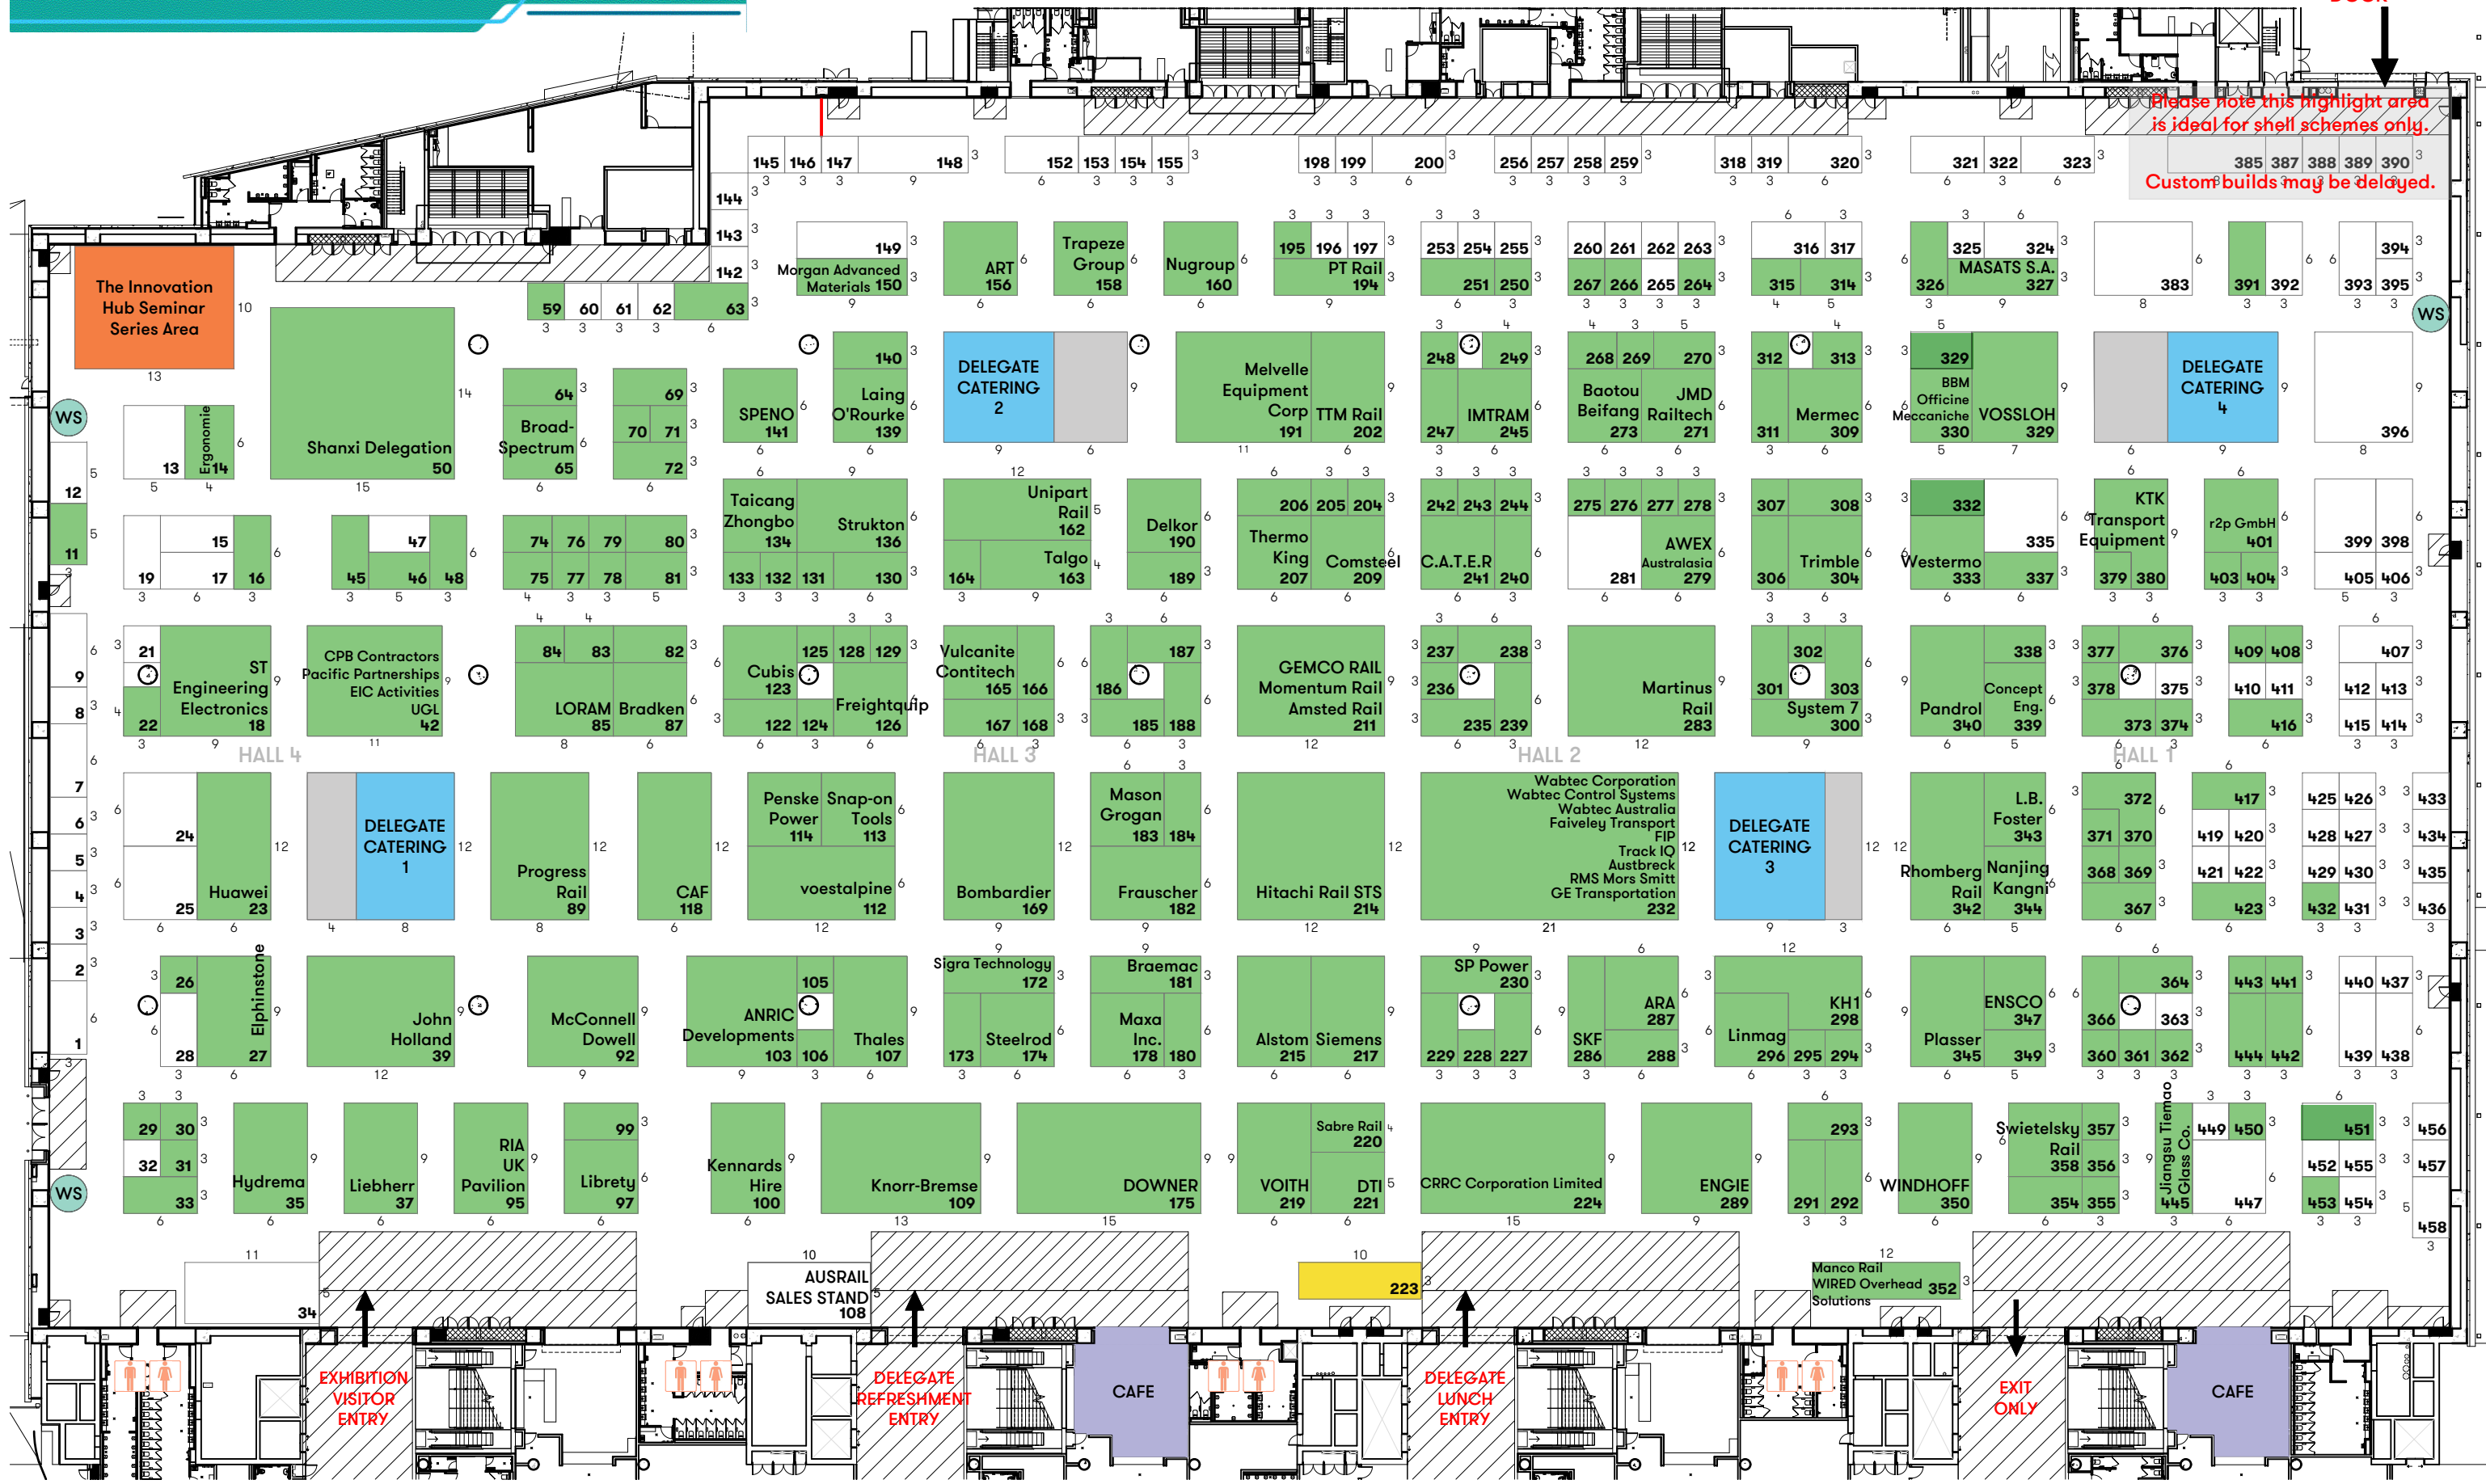 Please note this highlight area
is ideal for shell schemes only.
Custom builds may be delayed.
145 146 147 148 152 153 154 155 198 199 200 256 257 258 259 318 319 320 321 322 323 385 387 388 389 390
144
143
142
149
Morgan Advanced
Materials 150
ART
156
Trapeze
Group
158
Nugroup
160
195 196 197
PT Rail
194
253 254 255
251 250
260 261 262 263
267 266 265 264
316 317
315 314
325 324
MASATS S.A.
326 327
383
391 392
394
393 395
WS
The Innovation
Hub Seminar
Series Area
59 60 61 62 63
Shanxi Delegation
50
64
Broad-
Spectrum
65
69
70 71
72
SPENO
141
140
Laing
O'Rourke
139
DELEGATE
CATERING
2
Melvelle
Equipment
Corp
191
TTM Rail
202
248 249
IMTRAM
247 245
268 269 270
Baotou
Beifang
273
JMD
Railtech
271
312 313
Mermec
311 309
329
BBM
Officine
Meccaniche
330
VOSSLOH
329
DELEGATE
CATERING
4
396
WS
13
Ergonomie
14
12
11
15
19 17 16
47
45 46 48
74 76 79 80
75 77 78 81
Taicang
Zhongbo
134
Strukton
136
133 132 131 130
Unipart
Rail
162
Talgo
164 163
Delkor
190
189
206 205 204
Thermo
King
207
Comsteel
209
242 243 244
C.A.T.E.R
241 240
275 276 277 278
281
AWEX
Australasia
279
307 308
Trimble
306 304
332
335
Westermo
333 337
KTK
Transport
Equipment
379 380
r2p GmbH
401
403 404
399 398
405 406
9
8
7
6
5
4
3
2
1
21
22
ST
Engineering
Electronics
18
CPB Contractors
Pacific Partnerships
EIC Activities
UGL
42
84 83 82
LORAM
85
Bradken
87
Cubis
123
125 128 129
Freightquip
122 124 126
Vulcanite
Contitech
165 166
167 168
187
186
185 188
GEMCO RAIL
Momentum Rail
Amsted Rail
211
237 238
236
235 239
Martinus
Rail
283
302
301 303
System 7
300
338
Pandrol
340
Concept
Eng.
339
377 376
378 375
373 374
409 408
410 411
416
407
412 413
415 414
HALL 4
HALL 3
HALL 2
HALL 1
24
25
Huawei
23
DELEGATE
CATERING
1
Progress
Rail
89
CAF
118
Penske
Power
114
Snap-on
Tools
113
voestalpine
112
Bombardier
169
Mason
Grogan
183 184
Frauscher
182
Hitachi Rail STS
214
Wabtec Corporation
Wabtec Control Systems
Wabtec Australia
Faiveley Transport
FIP
Track IQ
Austbreck
RMS Mors Smitt
GE Transportation
232
DELEGATE
CATERING
3
L.B.
Foster
343
Rhomberg
Rail
342
Nanjing
Kangni
344
372
371 370
368 369
367
417
419 420
421 422
423
425 426
428 427
429 430
432 431
433
434
435
436
26
28
Elphinstone
27
John
Holland
39
McConnell
Dowell
92
105
ANRIC
Developments
103 106
Thales
107
Sigra Technology
172
Steelrod
173 174
Braemac
181
Maxa
Inc.
178 180
Alstom
215
Siemens
217
SP Power
230
229 228 227
SKF
286
ARA
287
288
KH1
298
Linmag
296 295 294
Plasser
345
ENSCO
347
349
364
366 363
360 361 362
443 441
444 442
440 437
439 438
29 30
32 31
33
Hydrema
35
Liebherr
37
RIA
UK
Pavilion
95
99
Librety
97
Kennards
Hire
100
Knorr-Bremse
109
DOWNER
175
VOITH
219
Sabre Rail
220
DTI
221
CRRC Corporation Limited
224
ENGIE
289
293
291 292
WINDHOFF
350
Swietelsky
Rail
358
357
356
354 355
Jiangsu Tiemao
Glass Co.
445
449 450
447
451
452 455
453 454
456
457
458
WS
34
AUSRAIL
SALES STAND
108
223
Manco Rail
WIRED Overhead
Solutions
352
EXHIBITION
VISITOR
ENTRY
DELEGATE
REFRESHMENT
ENTRY
CAFE
DELEGATE
LUNCH
ENTRY
EXIT
ONLY
CAFE